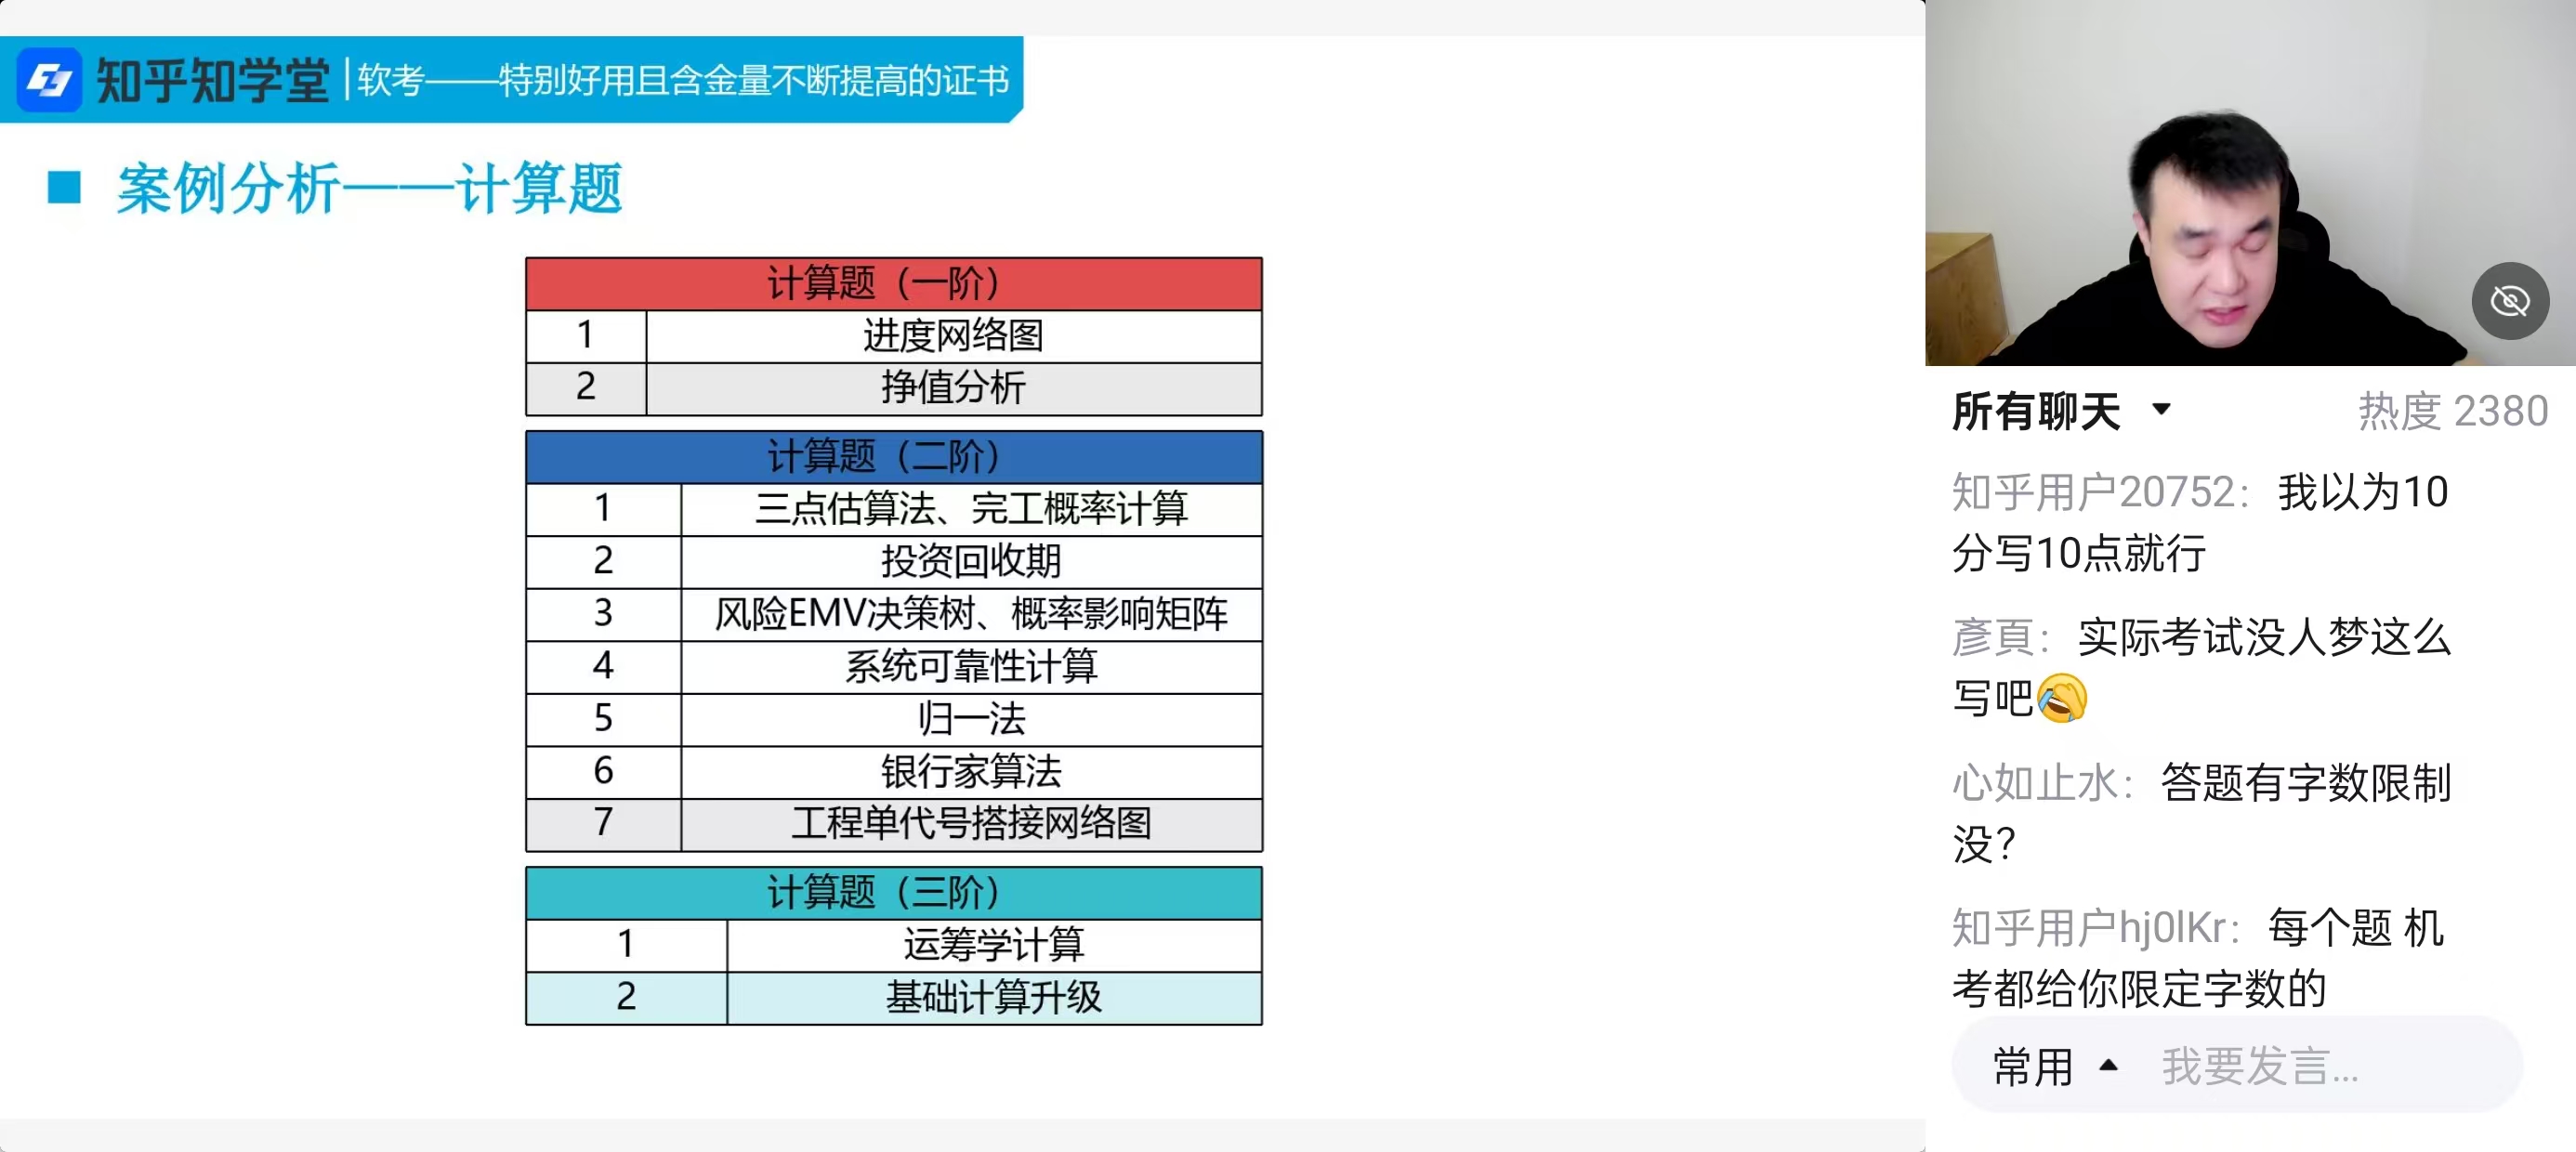 知乎知学堂 | 软考——特别好用且含金量不断提高的证书
案例分析——计算题
计算题（一阶）
1 进度网络图
2 挣值分析
计算题（二阶）
1 三点估算法、完工概率计算
2 投资回收期
3 风险EMV决策树、概率影响矩阵
4 系统可靠性计算
5 归一法
6 银行家算法
7 工程单代号搭接网络图
计算题（三阶）
1 运筹学计算
2 基础计算升级
所有聊天 热度 2380
知乎用户20752：我以为10
分写10点就行
彥頁：实际考试没人梦这么
写吧
心如止水：答题有字数限制
没？
知乎用户hj0lKr：每个题 机
考都给你限定字数的
常用 我要发言...